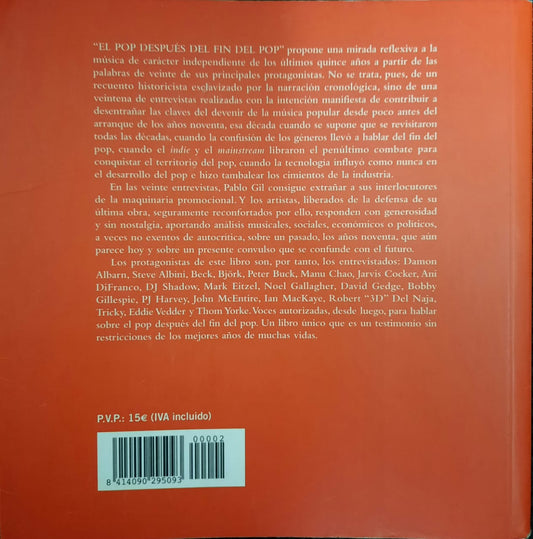 “EL POP DESPUÉS DEL FIN DEL POP” propone una mirada reflexiva a la
música de carácter independiente de los últimos quince años a partir de las
palabras de veinte de sus principales protagonistas. No se trata, pues, de un
recuento historicista esclavizado por la narración cronológica, sino de una
veintena de entrevistas realizadas con la intención manifiesta de contribuir a
desentrañar las claves del devenir de la música popular desde poco antes del
arranque de los años noventa, esa década cuando se supone que se revisitaron
todas las décadas, cuando la confusión de los géneros llevó a hablar del fin del
pop, cuando el indie y el mainstream libraron el penúltimo combate para
conquistar el territorio del pop, cuando la tecnología influyó como nunca en
el desarrollo del pop e hizo tambalear los cimientos de la industria.
En las veinte entrevistas, Pablo Gil consigue extrañar a sus interlocutores
de la maquinaria promocional. Y los artistas, liberados de la defensa de su
última obra, seguramente reconfortados por ello, responden con generosidad
y sin nostalgia, aportando análisis musicales, sociales, económicos o políticos,
a veces no exentos de autocrítica, sobre un pasado, los años noventa, que aún
parece hoy y sobre un presente convulso que se confunde con el futuro.
Los protagonistas de este libro son, por tanto, los entrevistados: Damon
Albarn, Steve Albini, Beck, Björk, Peter Buck, Manu Chao, Jarvis Cocker, Ani
DiFranco, DJ Shadow, Mark Eitzel, Noel Gallagher, David Gedge, Bobby
Gillespie, PJ Harvey, John McEntire, Ian MacKaye, Robert “3D” Del Naja,
Tricky, Eddie Vedder y Thom Yorke. Voces autorizadas, desde luego, para hablar
sobre el pop después del fin del pop. Un libro único que es un testimonio sin
restricciones de los mejores años de muchas vidas.
P.V.P.: 15€ (IVA incluido)
00002
8 414090 295093